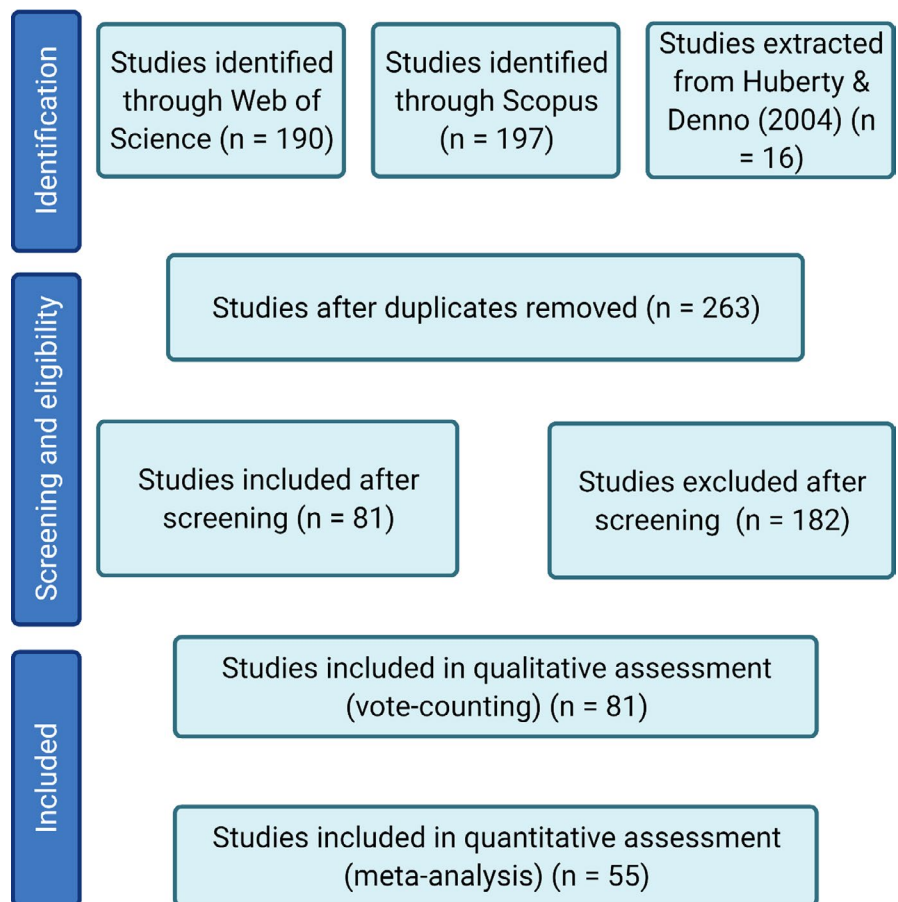 Identification
Studies identified
through Web of
Science (n = 190)
Studies identified
through Scopus
(n = 197)
Studies extracted
from Huberty &
Denno (2004) (n
= 16)
Screening and eligibility
Studies after duplicates removed (n = 263)
Studies included after
screening (n = 81)
Studies excluded after
screening  (n = 182)
Included
Studies included in qualitative assessment
(vote-counting) (n = 81)
Studies included in quantitative assessment
(meta-analysis) (n = 55)